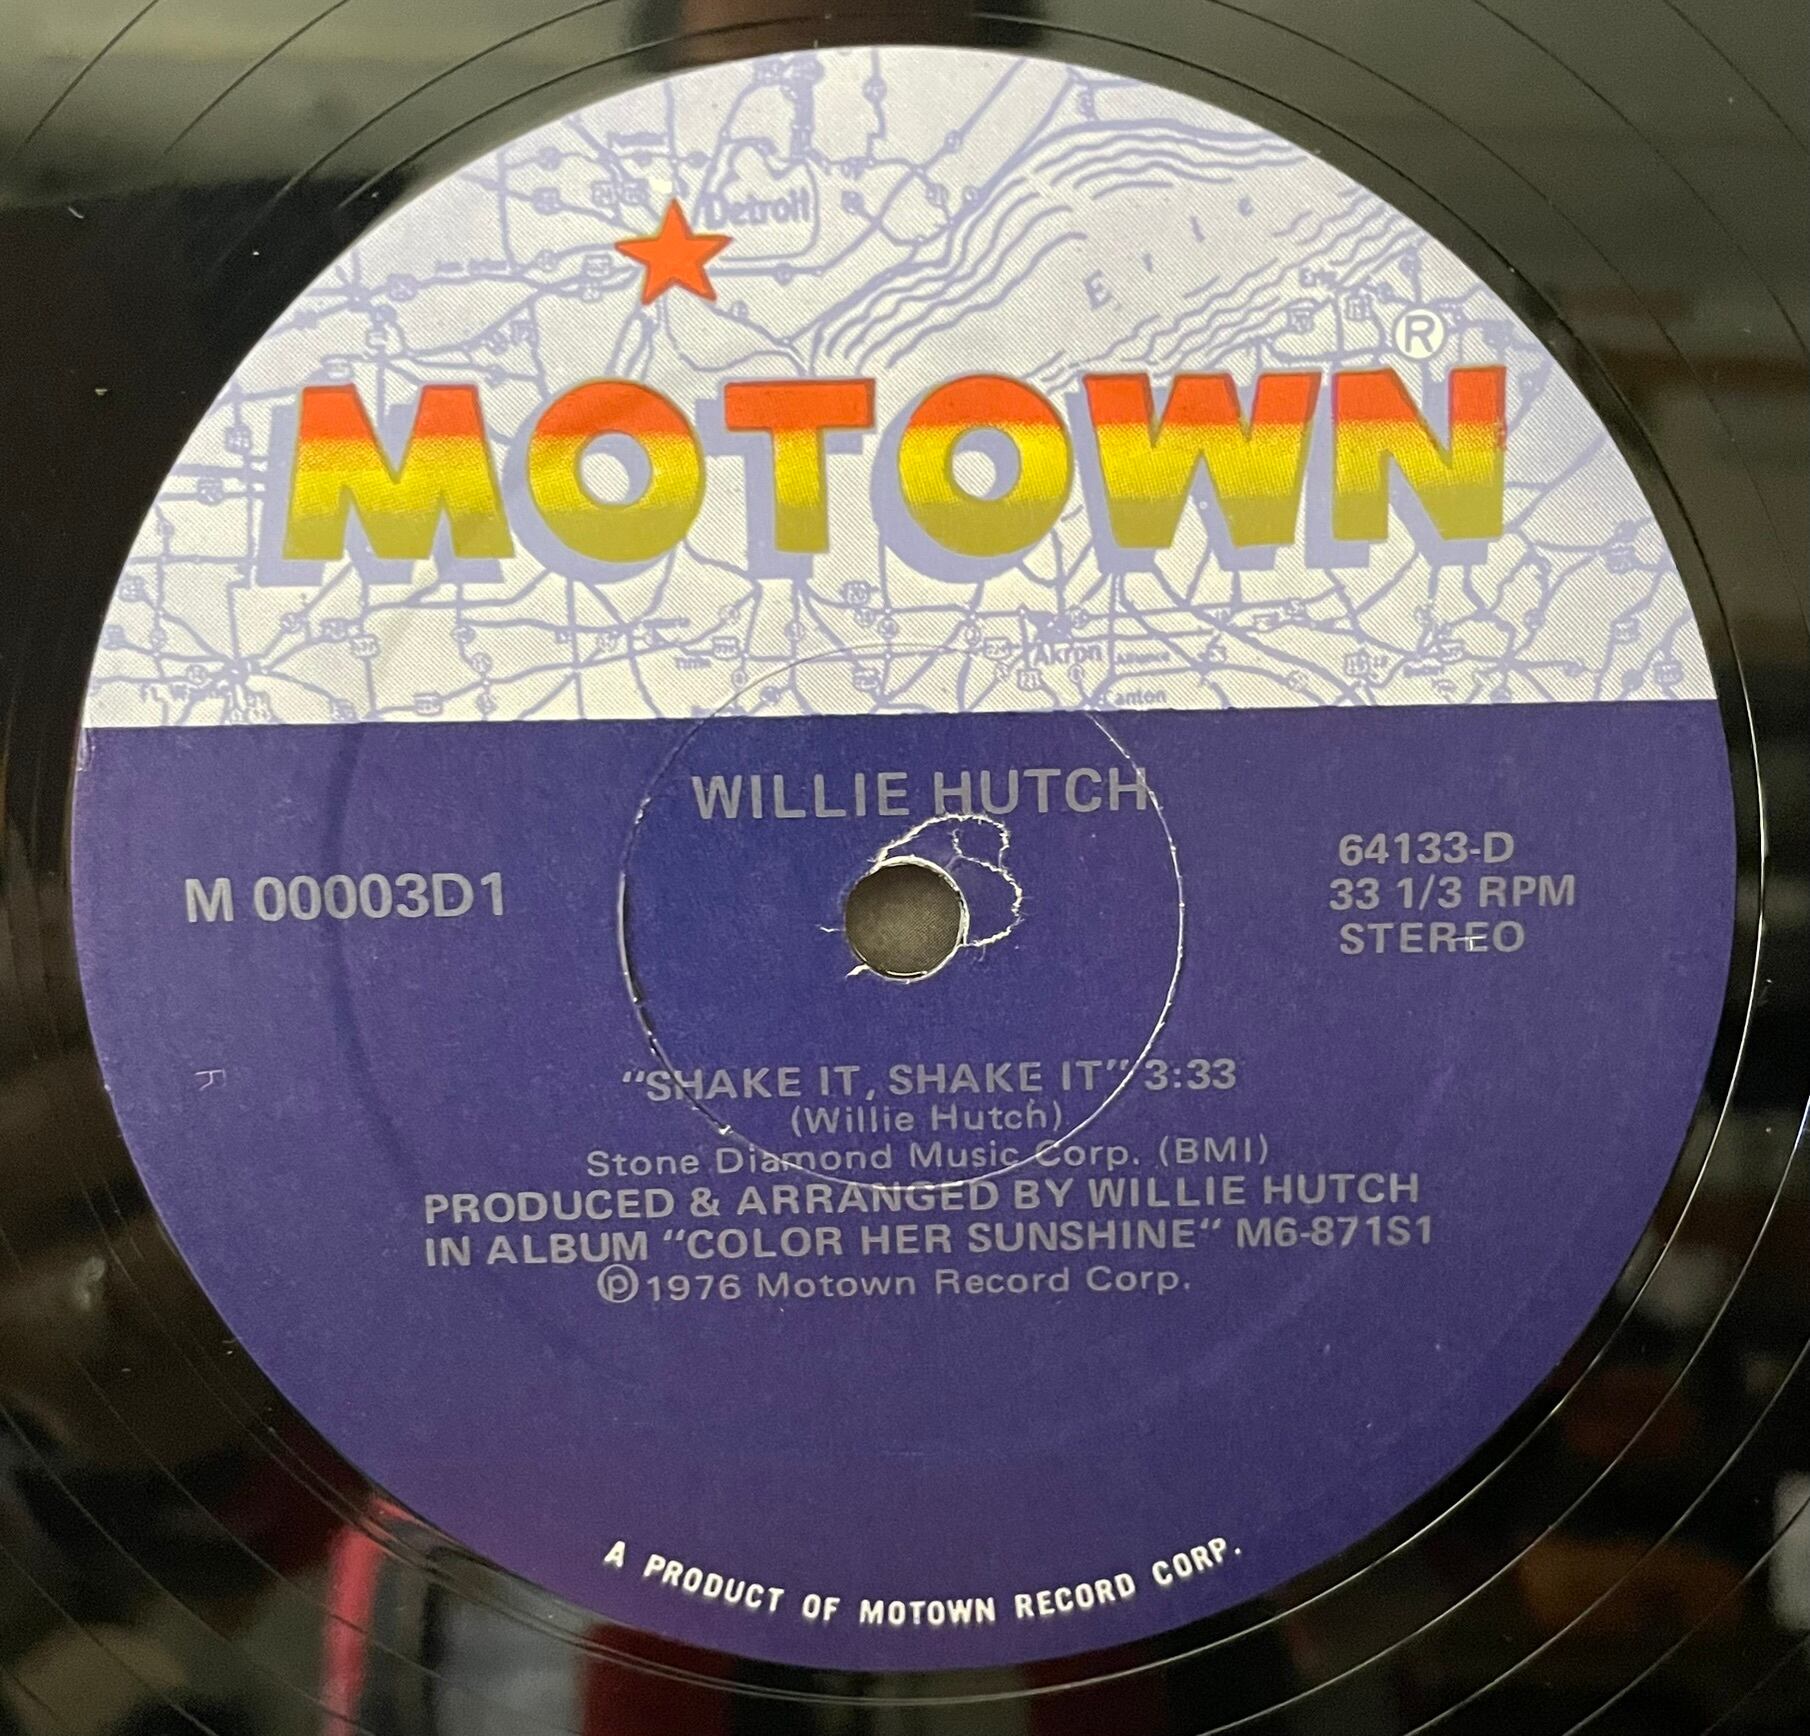 Detroit
Erie
Erie
MOTOWN®
Akron
Canton
WILLIE HUTCH
M 00003D1
64133-D
33 1/3 RPM
STEREO
"SHAKE IT, SHAKE IT" 3:33
(Willie Hutch)
Stone Diamond Music Corp. (BMI)
PRODUCED & ARRANGED BY WILLIE HUTCH
IN ALBUM "COLOR HER SUNSHINE" M6-871S1
℗1976 Motown Record Corp.
A PRODUCT OF MOTOWN RECORD CORP.